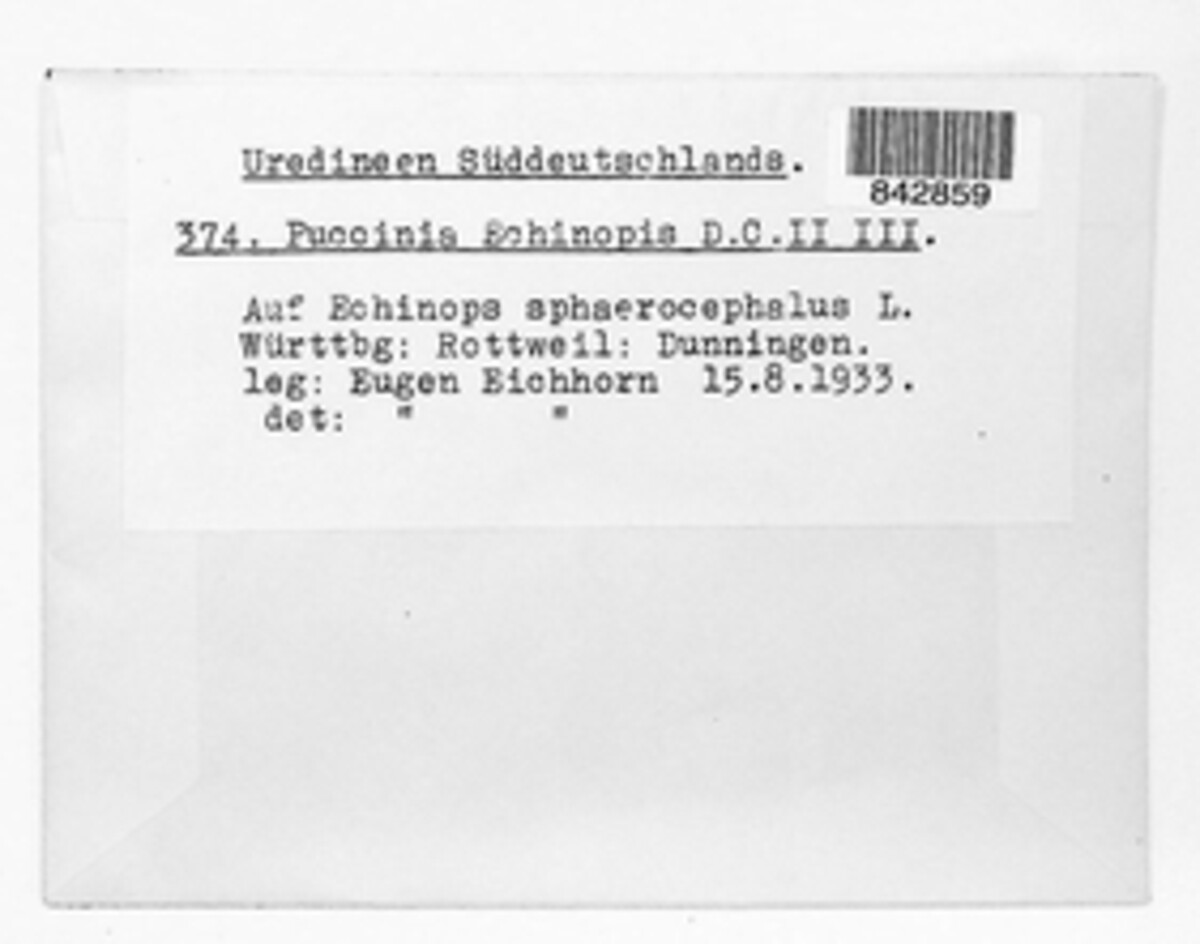 Uredineen Süddeutschlands.
842859
374. Puccinia Echinopis D.C.II III.
Auf Echinops sphaerocephalus L.
Württbg: Rottweil: Dunningen.
leg: Eugen Eichhorn 15.8.1933.
det: " "